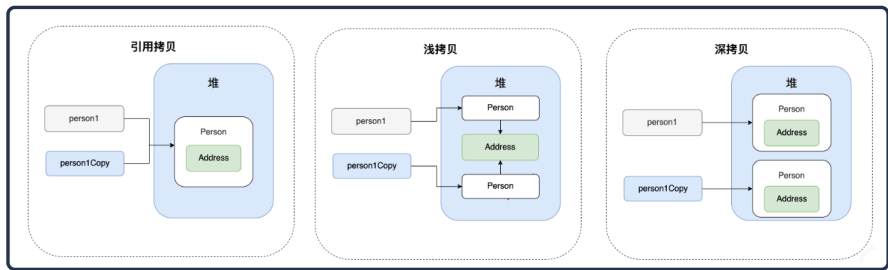 引用拷贝
堆
person1
person1Copy
Person
Address
浅拷贝
堆
person1
person1Copy
Person
Address
Person
深拷贝
堆
person1
person1Copy
Person
Address
Person
Address